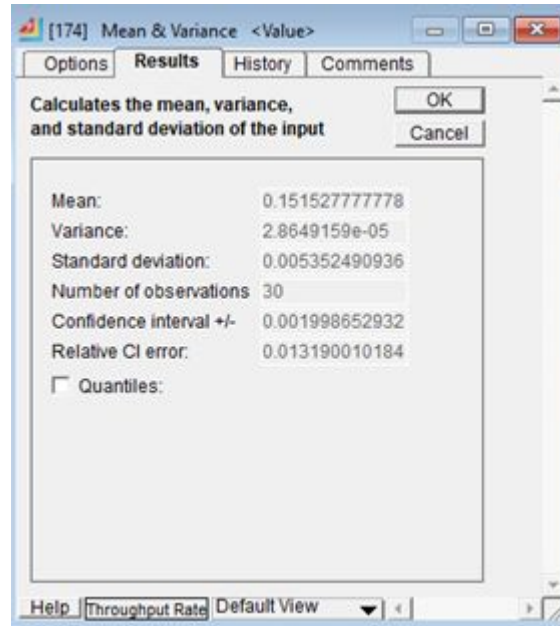 [174] Mean & Variance <Value>
Options Results History Comments
Calculates the mean, variance,
and standard deviation of the input
OK
Cancel
Mean: 0.151527777778
Variance: 2.8649159e-05
Standard deviation: 0.005352490936
Number of observations 30
Confidence interval +/- 0.001998652932
Relative CI error: 0.013190010184
Quantiles:
Help Throughput Rate Default View